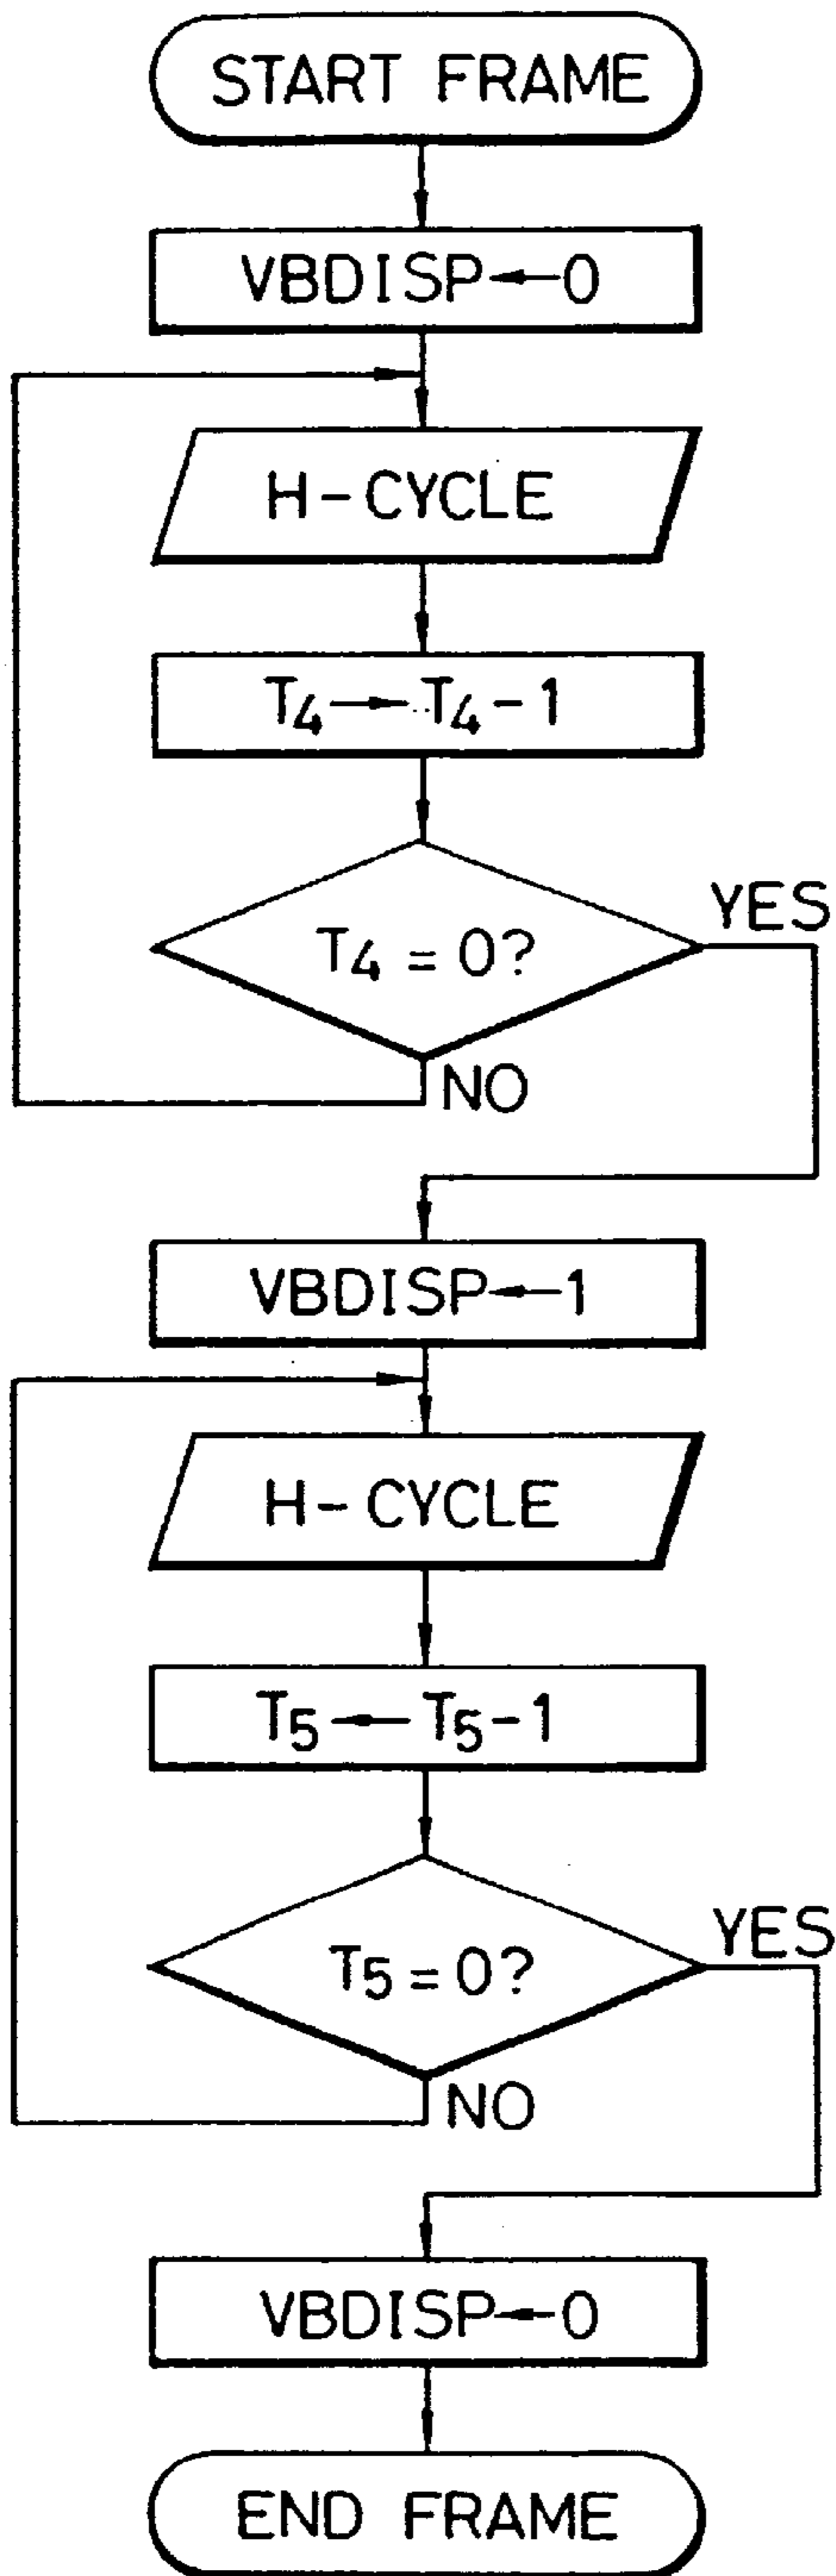 START FRAME
VBDISP←0
H-CYCLE
T₄→T₄-1
T₄=0?
YES
NO
VBDISP←1
H-CYCLE
T₅←T₅-1
T₅=0?
YES
NO
VBDISP←0
END FRAME